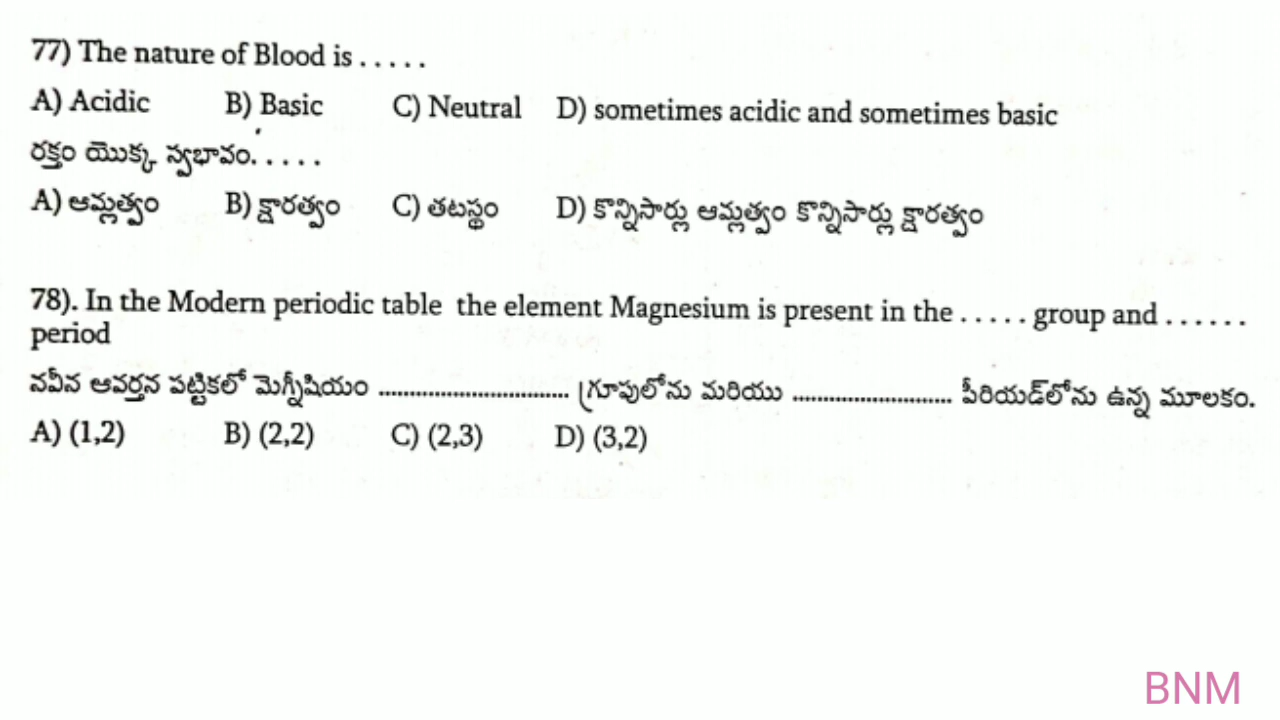 77) The nature of Blood is . . . . .
A) Acidic B) Basic C) Neutral D) sometimes acidic and sometimes basic
రక్తం యొక్క స్వభావం. . . . .
A) ఆమ్లత్వం B) క్షారత్వం C) తటస్థం D) కొన్నిసార్లు ఆమ్లత్వం కొన్నిసార్లు క్షారత్వం
78). In the Modern periodic table the element Magnesium is present in the . . . . . group and . . . . . .
period
నవీన ఆవర్తన పట్టికలో మెగ్నీషియం ............................... గ్రూపులోను మరియు .......................... పీరియడ్‌లోను ఉన్న మూలకం.
A) (1,2) B) (2,2) C) (2,3) D) (3,2)
BNM